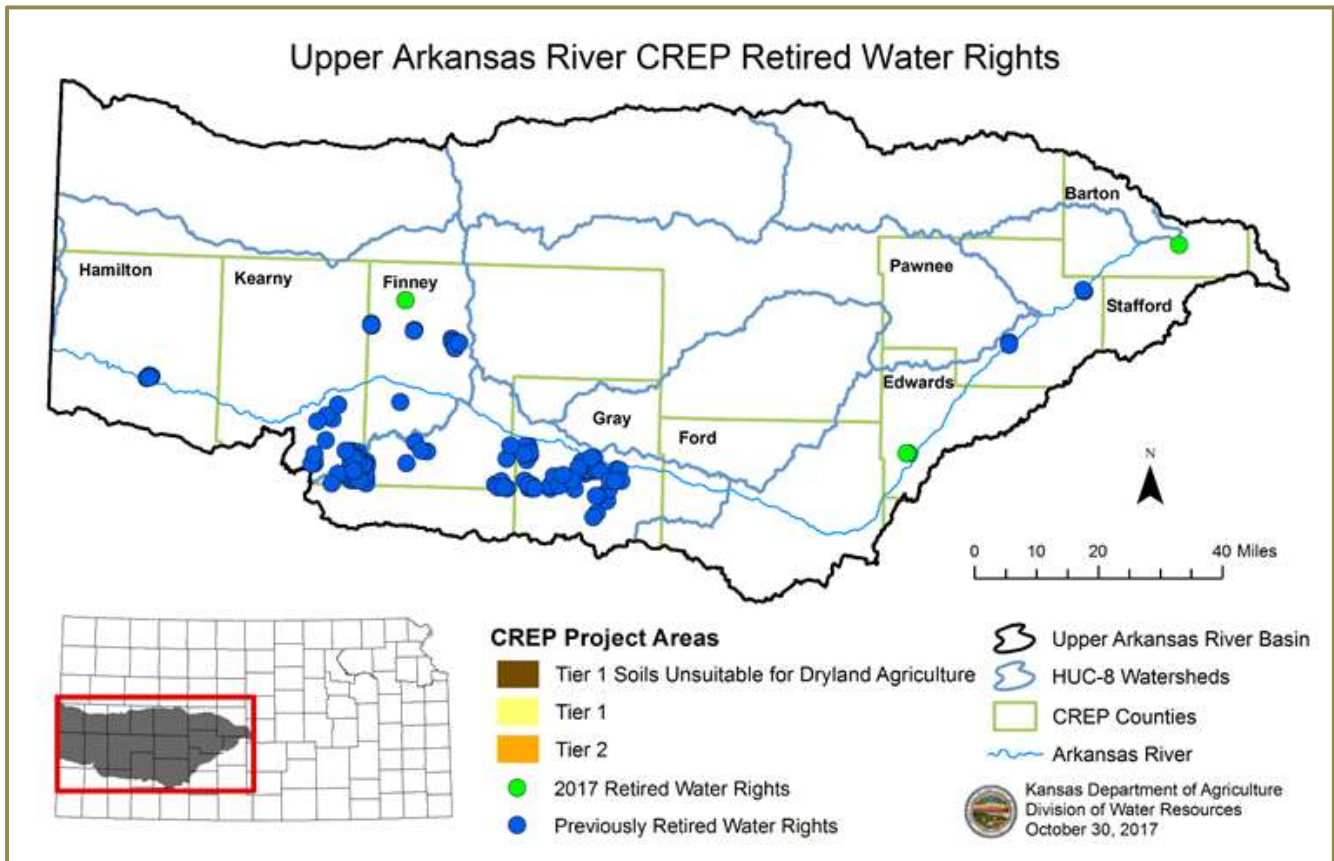 Upper Arkansas River CREP Retired Water Rights
Barton
Hamilton
Kearny
Finney
Pawnee
Stafford
Edwards
Gray
Ford
N
0 10 20 40 Miles
CREP Project Areas
Tier 1 Soils Unsuitable for Dryland Agriculture
Tier 1
Tier 2
2017 Retired Water Rights
Previously Retired Water Rights
Upper Arkansas River Basin
HUC-8 Watersheds
CREP Counties
Arkansas River
Kansas Department of Agriculture
Division of Water Resources
October 30, 2017